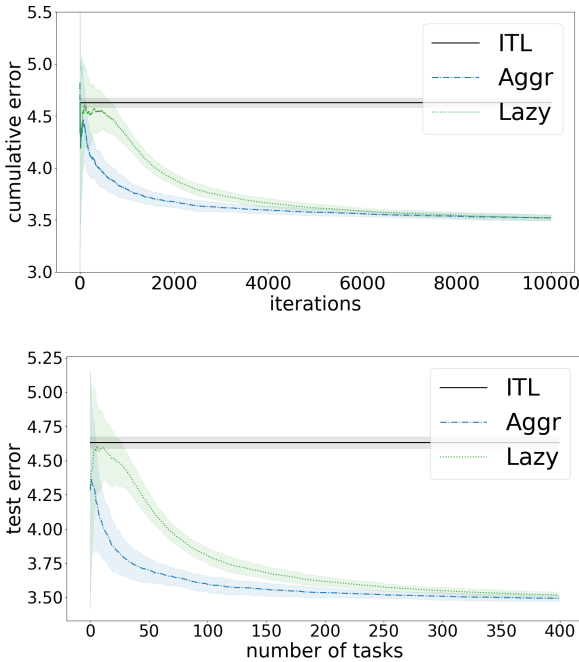 5.5
5.0
4.5
4.0
3.5
3.0
cumulative error
ITL
Aggr
Lazy
0 2000 4000 6000 8000 10000
iterations
5.25
5.00
4.75
4.50
4.25
4.00
3.75
3.50
test error
ITL
Aggr
Lazy
0 50 100 150 200 250 300 350 400
number of tasks